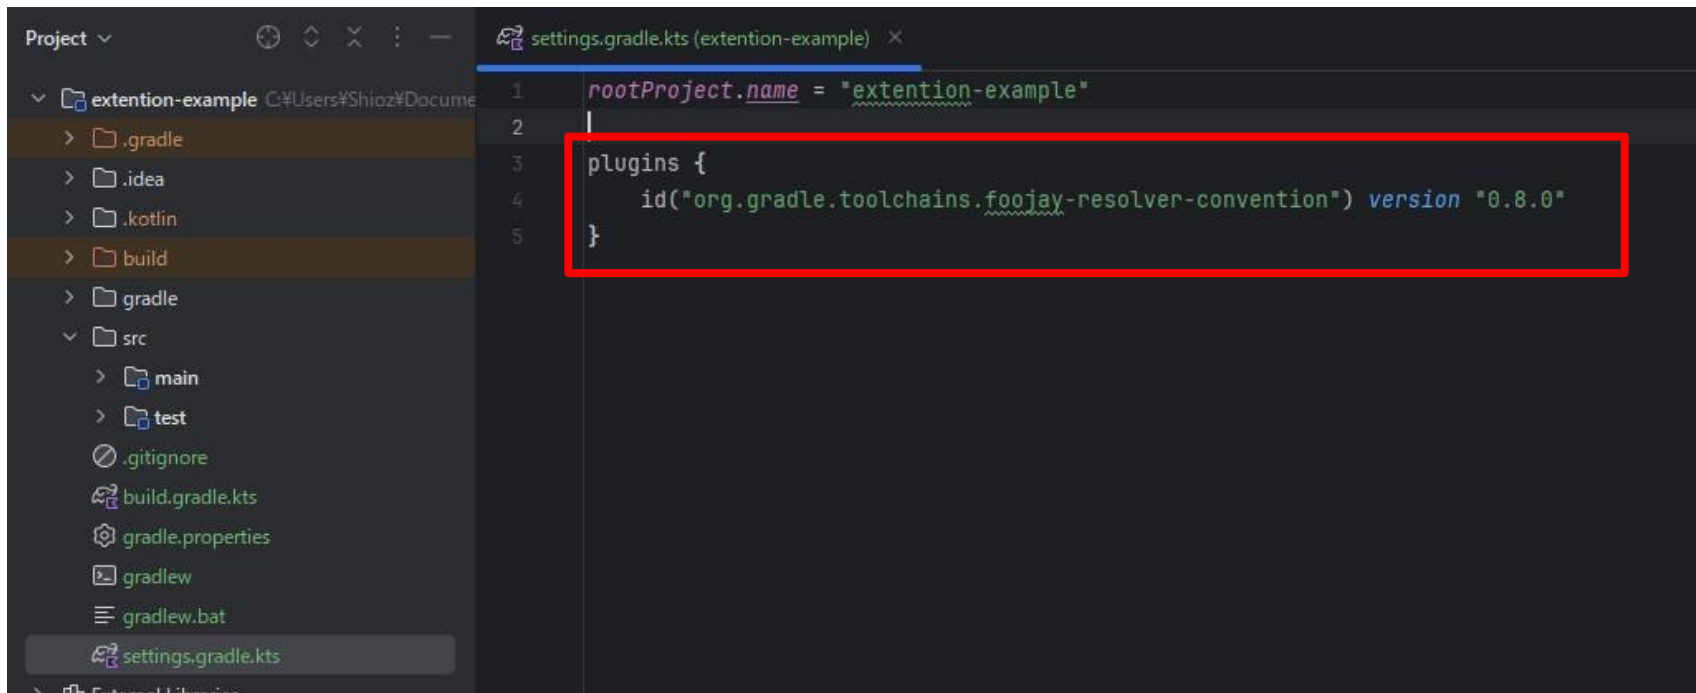 Project
settings.gradle.kts (extention-example)
extention-example C:¥Users¥Shioz¥Docume
.gradle
.idea
.kotlin
build
gradle
src
main
test
.gitignore
build.gradle.kts
gradle.properties
gradlew
gradlew.bat
settings.gradle.kts
External Libraries
1 rootProject.name = "extention-example"
2
3 plugins {
4 id("org.gradle.toolchains.foojay-resolver-convention") version "0.8.0"
5 }